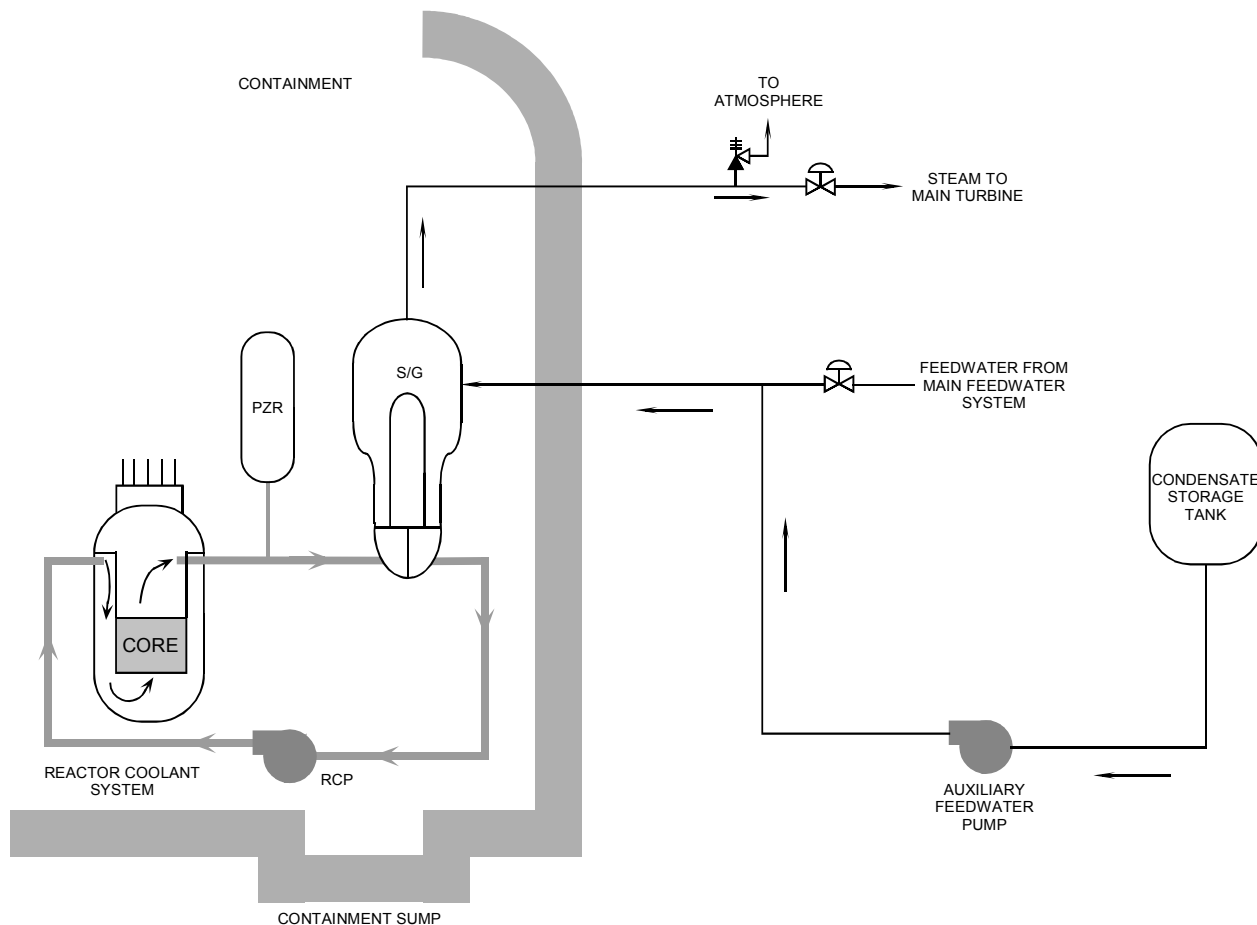 CONTAINMENT
TO
ATMOSPHERE
STEAM TO
MAIN TURBINE
S/G
PZR
FEEDWATER FROM
MAIN FEEDWATER
SYSTEM
CONDENSATE
STORAGE
TANK
CORE
REACTOR COOLANT
SYSTEM
RCP
AUXILIARY
FEEDWATER
PUMP
CONTAINMENT SUMP